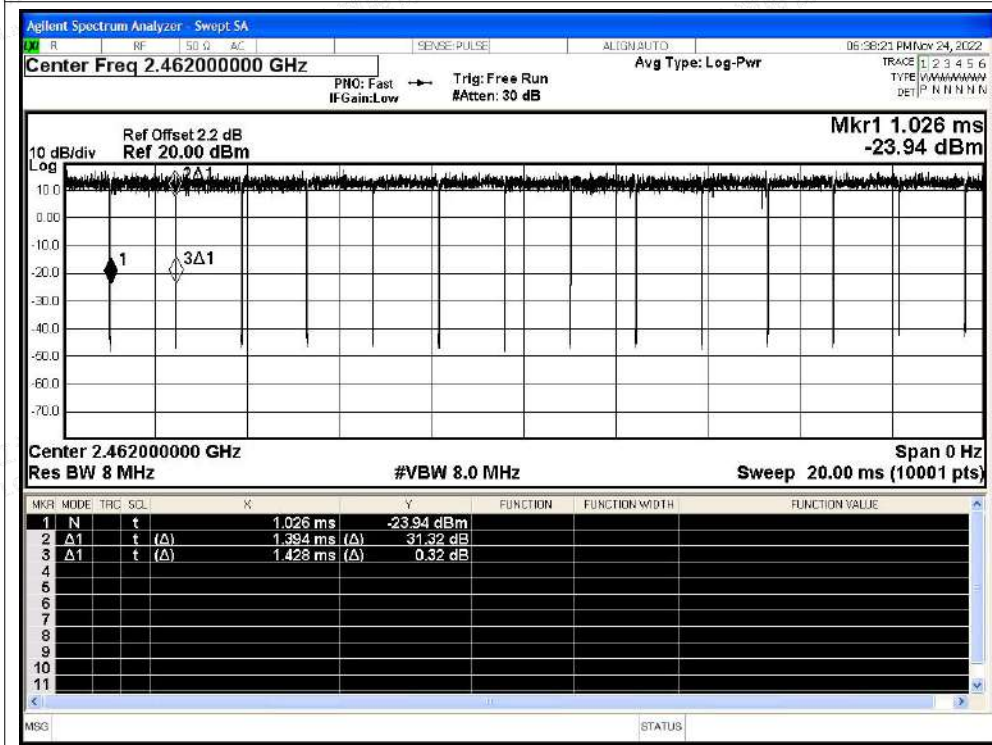 Agilent Spectrum Analyzer - Swept SA
LXI R RF 50 Ω AC SENSE:PULSE ALIGN AUTO 06:38:21 PM Nov 24, 2022
Center Freq 2.462000000 GHz Avg Type: Log-Pwr TRACE 1 2 3 4 5 6
PNO: Fast Trig: Free Run TYPE WWWWWW
IFGain:Low #Atten: 30 dB DET P N N N N N
Mkr1 1.026 ms
Ref Offset 2.2 dB
10 dB/div Ref 20.00 dBm -23.94 dBm
Log
2Δ1
10.0
0.00
-10.0
1 3Δ1
-20.0
-30.0
-40.0
-50.0
-60.0
-70.0
Center 2.462000000 GHz Span 0 Hz
Res BW 8 MHz #VBW 8.0 MHz Sweep 20.00 ms (10001 pts)
MKR MODE TRC SCL X Y FUNCTION FUNCTION WIDTH FUNCTION VALUE
1 N t 1.026 ms -23.94 dBm
2 Δ1 t (Δ) 1.394 ms (Δ) 31.32 dB
3 Δ1 t (Δ) 1.428 ms (Δ) 0.32 dB
4
5
6
7
8
9
10
11
MSG STATUS